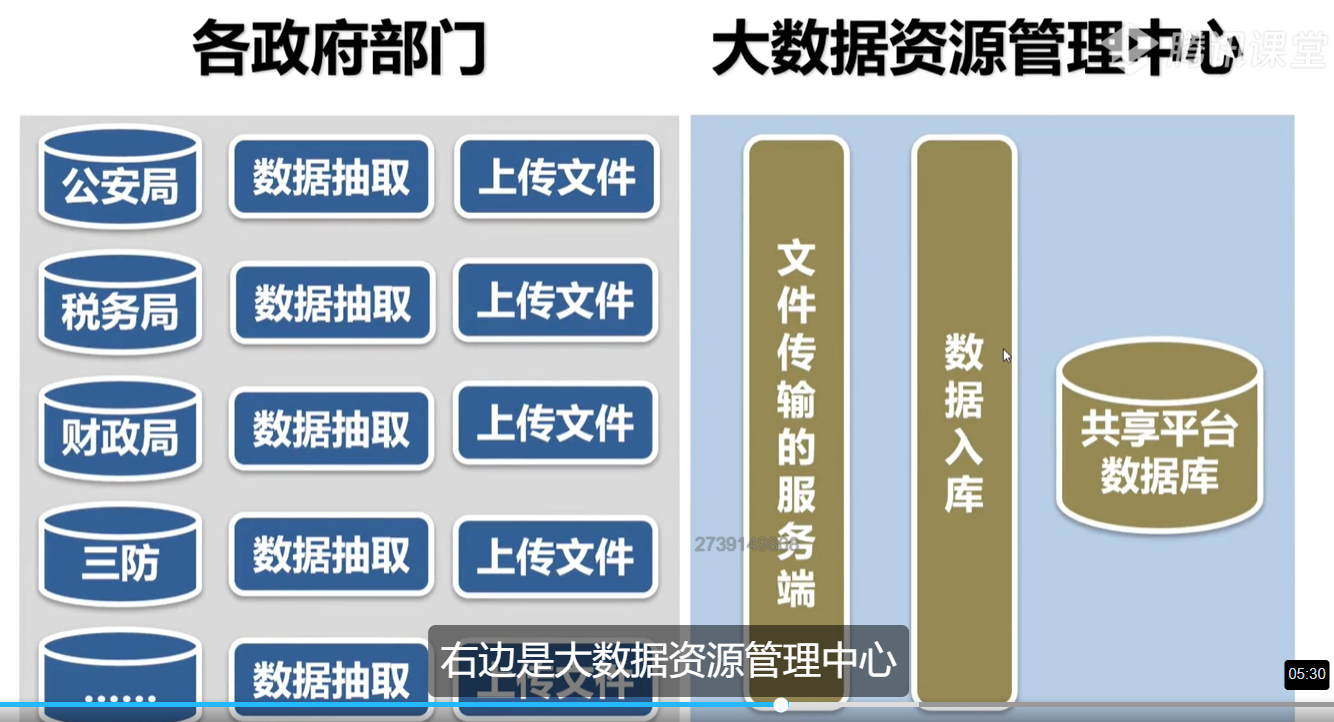 各政府部门
大数据资源管理中心
腾讯课堂
公安局
数据抽取
上传文件
税务局
数据抽取
上传文件
财政局
数据抽取
上传文件
三防
数据抽取
上传文件
......
数据抽取
上传文件
文件传输的服务端
数据入库
共享平台
数据库
右边是大数据资源管理中心
05:30